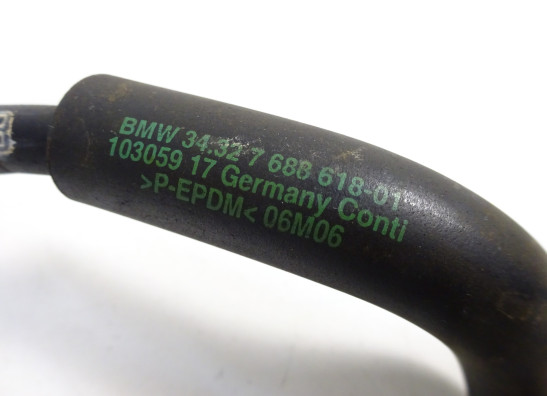 BMW 34.32 7 688 618-01
103059 17 Germany Conti
>P-EPDM< 06M06